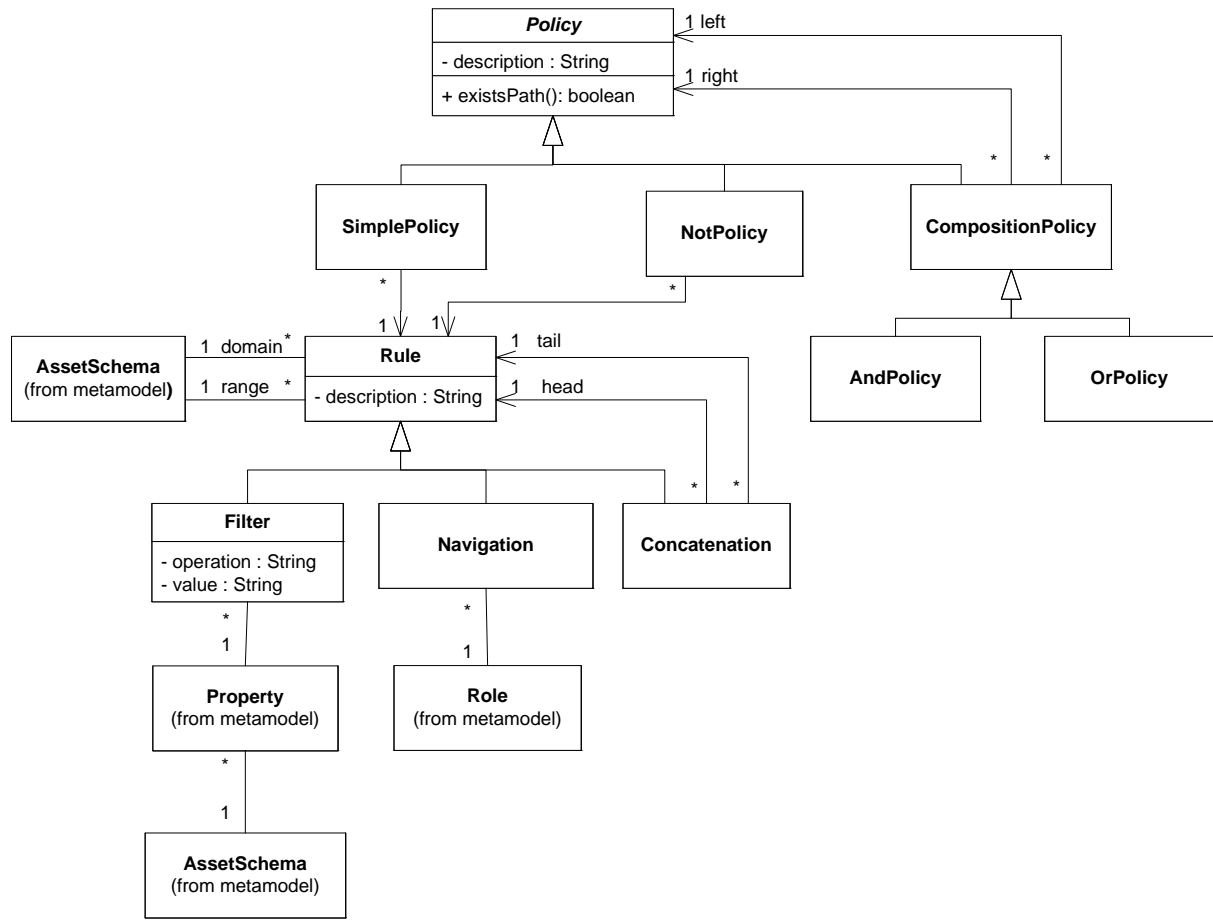 Policy
- description : String
+ existsPath(): boolean
1 left
1 right
*
*
SimplePolicy
NotPolicy
CompositionPolicy
*
*
1
1
AssetSchema
(from metamodel)
1 domain *
1 range *
Rule
- description : String
1 tail
1 head
AndPolicy
OrPolicy
*
*
Filter
- operation : String
- value : String
Navigation
Concatenation
*
1
*
1
Property
(from metamodel)
Role
(from metamodel)
*
1
AssetSchema
(from metamodel)